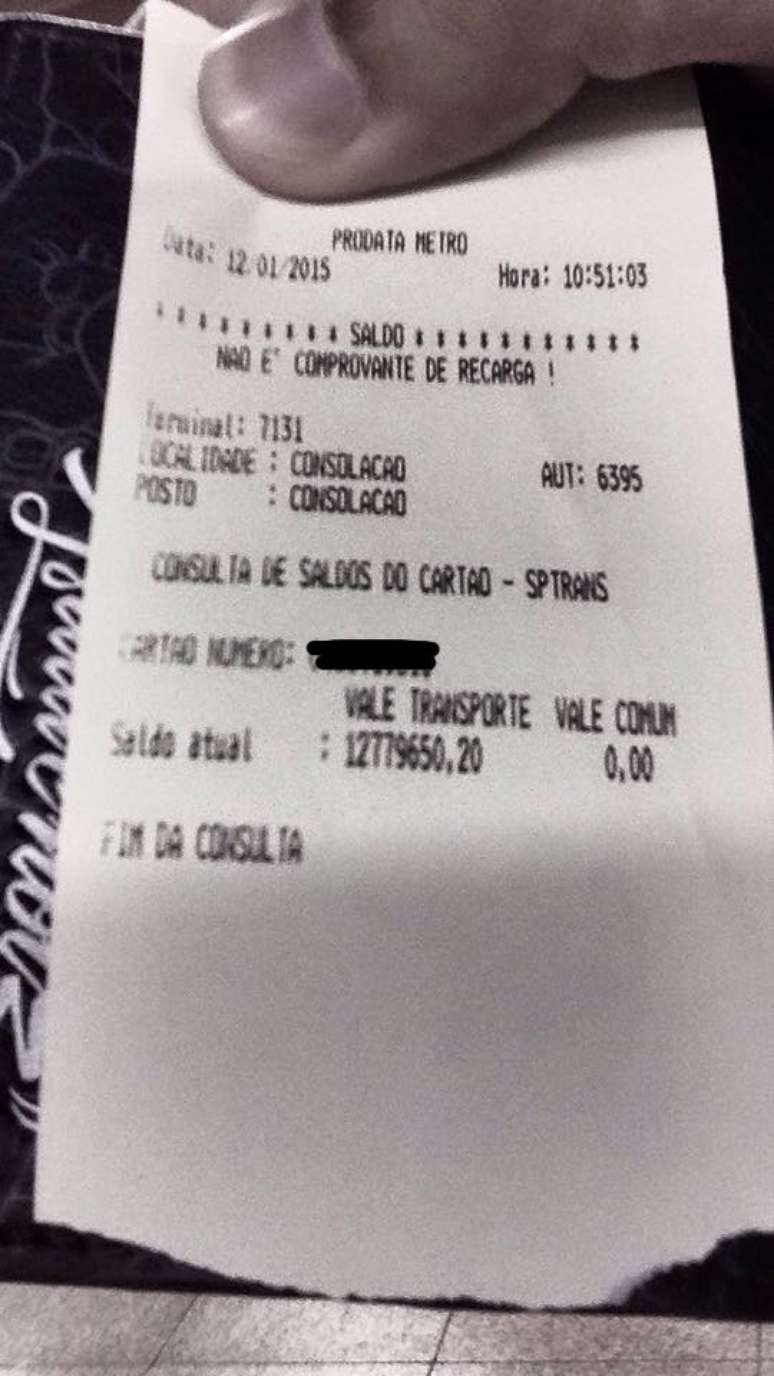 PRODATA METRO
Data: 12/01/2015 Hora: 10:51:03
* * * * * * * * * SALDO * * * * * * * * * * *
NAO E' COMPROVANTE DE RECARGA !
Terminal: 7131
LOCALIDADE : CONSOLACAO AUT: 6395
POSTO : CONSOLACAO
CONSULTA DE SALDOS DO CARTAO - SPTRANS
CARTAO NUMERO:
VALE TRANSPORTE VALE COMUM
Saldo atual : 12779650,20 0,00
FIM DA CONSULTA